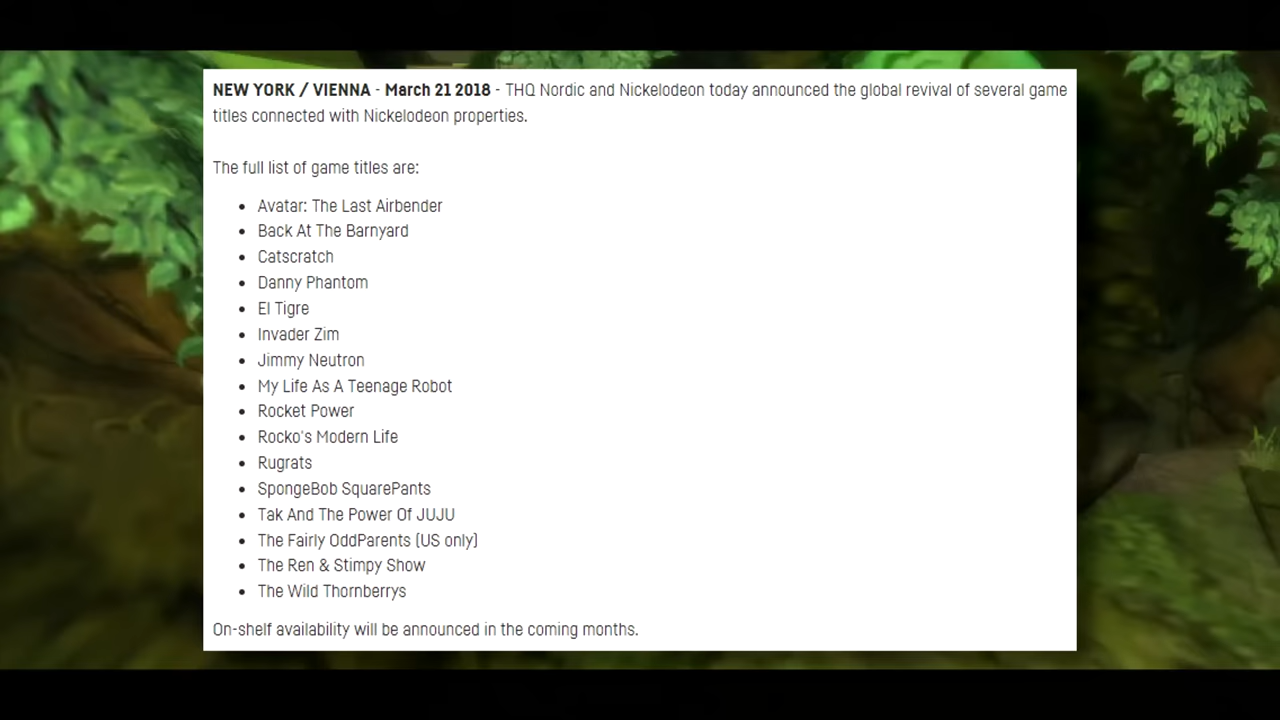 NEW YORK / VIENNA - March 21 2018 - THQ Nordic and Nickelodeon today announced the global revival of several game
titles connected with Nickelodeon properties.
The full list of game titles are:
• Avatar: The Last Airbender
• Back At The Barnyard
• Catscratch
• Danny Phantom
• El Tigre
• Invader Zim
• Jimmy Neutron
• My Life As A Teenage Robot
• Rocket Power
• Rocko's Modern Life
• Rugrats
• SpongeBob SquarePants
• Tak And The Power Of JUJU
• The Fairly OddParents (US only)
• The Ren & Stimpy Show
• The Wild Thornberrys
On-shelf availability will be announced in the coming months.